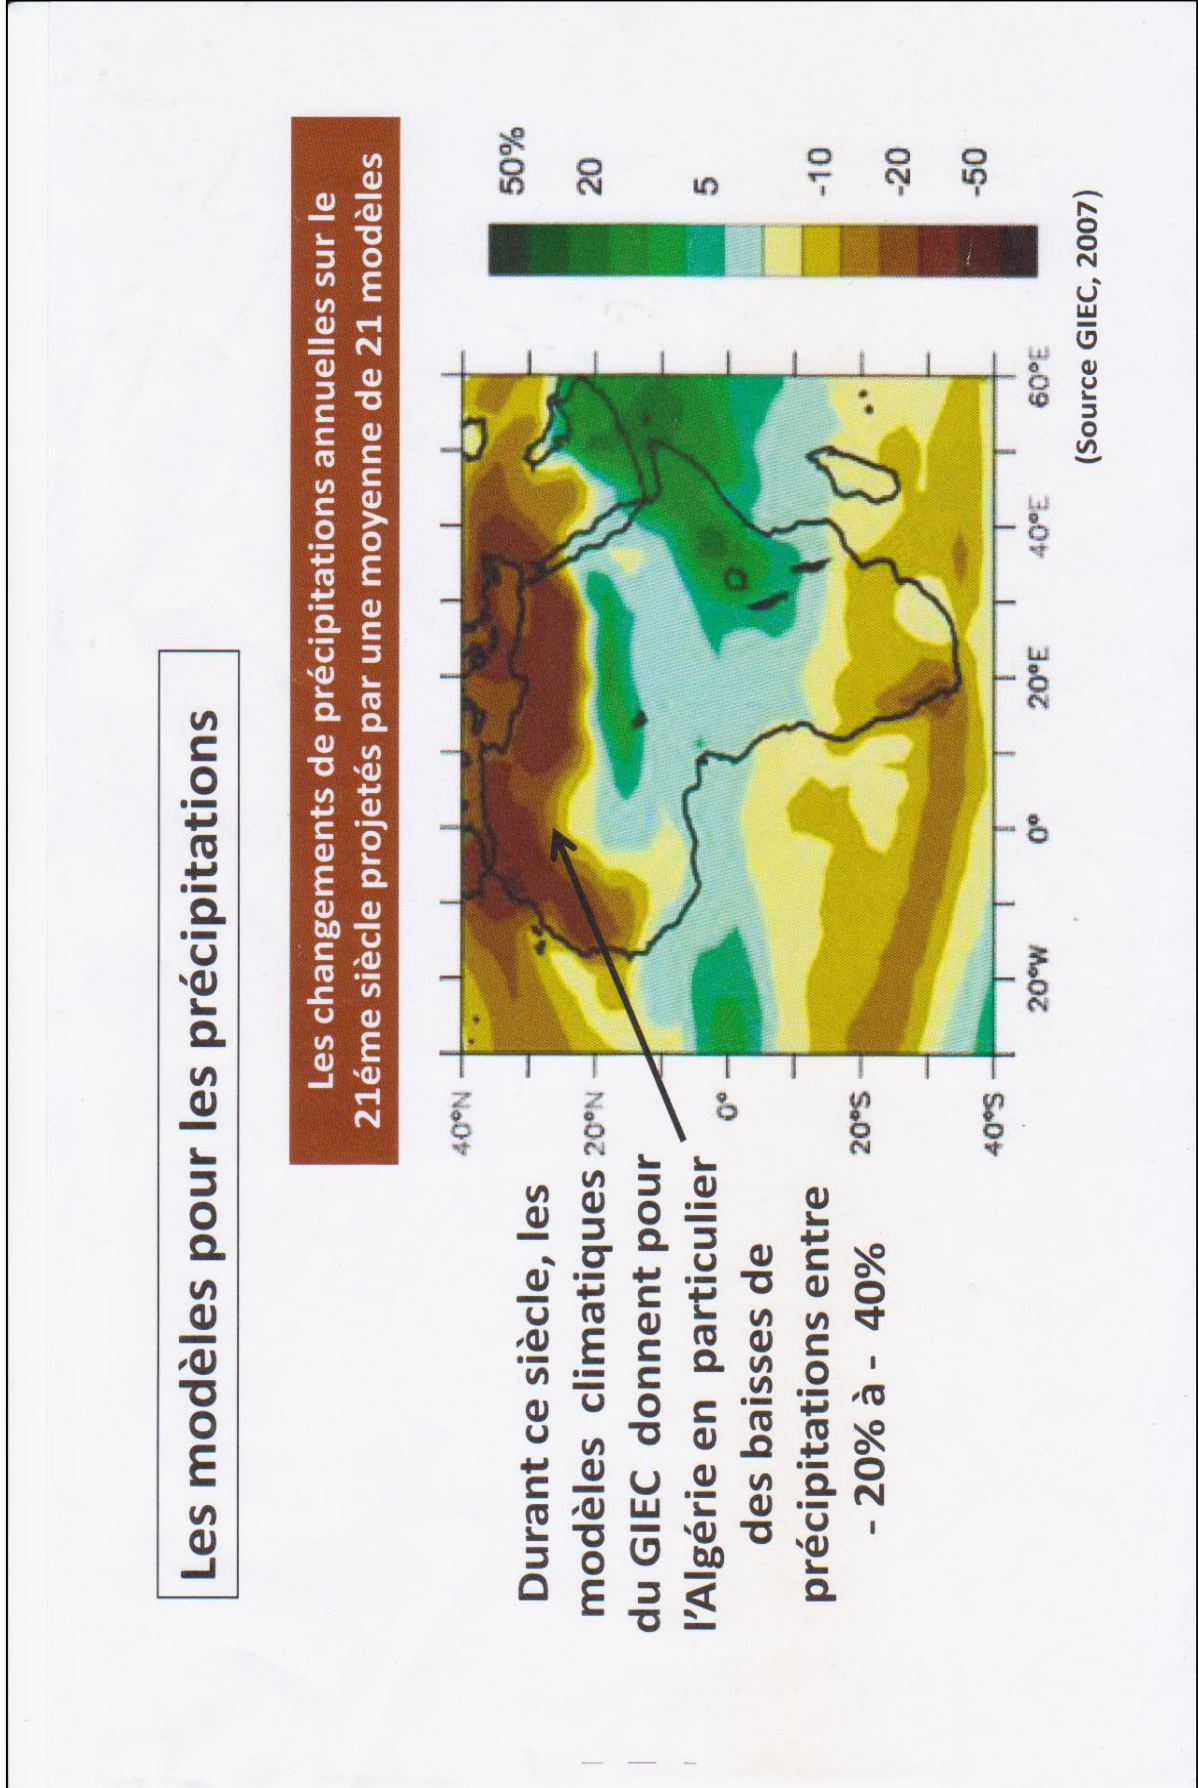 Les modèles pour les précipitations
Les changements de précipitations annuelles sur le
21éme siècle projetés par une moyenne de 21 modèles
Durant ce siècle, les
modèles climatiques
du GIEC donnent pour
l'Algérie en particulier
des baisses de
précipitations entre
- 20% à - 40%
40°N
20°N
0°
20°S
40°S
20°W
0°
20°E
40°E
60°E
50%
20
5
-10
-20
-50
(Source GIEC, 2007)